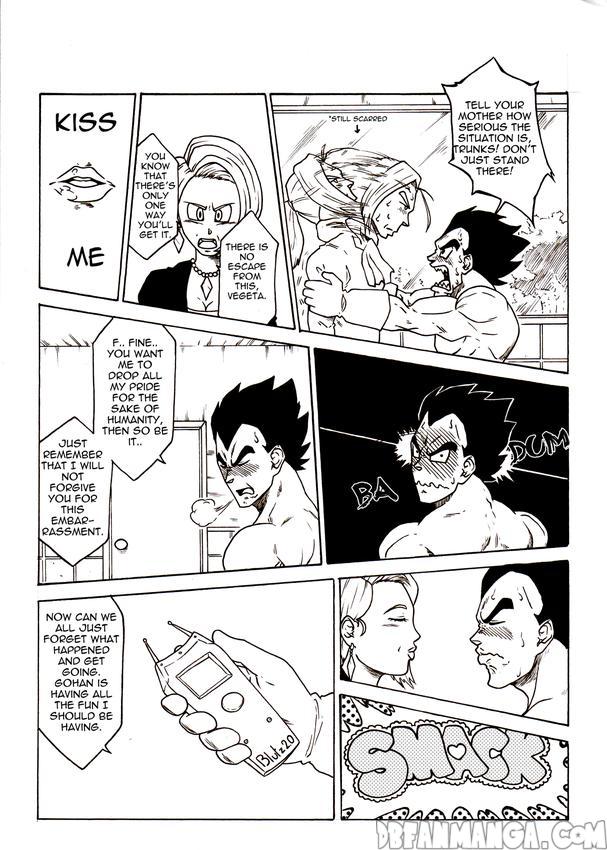 KISS
ME
YOU
KNOW THAT
THERE'S
ONLY
ONE
WAY
YOU'LL
GET IT.
THERE IS
NO
ESCAPE
FROM
THIS,
VEGETA.
*STILL SCARRED
TELL YOUR
MOTHER HOW
SERIOUS THE
SITUATION IS,
TRUNKS! DON'T
JUST STAND
THERE!
F.. FINE..
YOU WANT
ME TO
DROP ALL
MY PRIDE
FOR THE
SAKE OF
HUMANITY,
THEN SO BE
IT..
JUST
REMEMBER
THAT I WILL
NOT
FORGIVE
YOU FOR
THIS
EMBAR-
RASSMENT.
BA
DUM
NOW CAN WE
ALL JUST
FORGET WHAT
HAPPENED
AND GET
GOING.
GOHAN IS
HAVING ALL
THE FUN I
SHOULD BE
HAVING.
Blutz20
SMACK
DBFANMANGA.COM